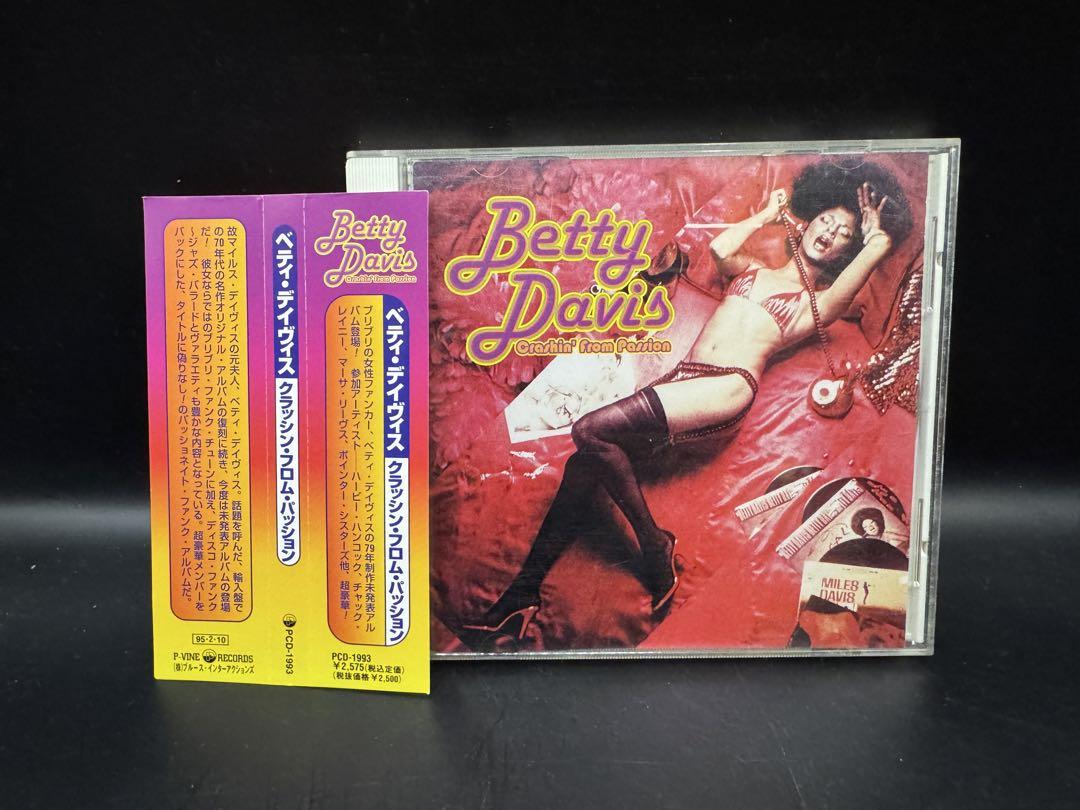 故マイルス・デイヴィスの元夫人、ベティ・デイヴィス。話題を呼んだ、輸入盤で
の70年代の名作オリジナル・アルバムの復刻に続き、今度は未発表アルバムの登場
だ! 彼女ならではのブリブリ・ファンク・チューンに加え、ディスコ・ファンク
～ジャズ・バラードとヴァラエティも豊かな内容となっている。超豪華メンバーを
バックにした、タイトルに偽りなし!のパッショネイト・ファンク・アルバムだ。
95・2・10
P-VINE RECORDS
(株)ブルース・インターアクションズ
ベティ・デイヴィス クラッシン・フロム・パッション
PCD-1993
Betty
Davis
Crashin' From Passion
ベティ・デイヴィス クラッシン・フロム・パッション
ブリブリの女性ファンカー、ベティ・デイヴィスの79年制作未発表アル
バム登場! 参加アーティスト──ハービー・ハンコック、チャック・
レイニー、マーサ・リーヴス、ポインター・シスターズ他、超豪華!
PCD-1993
¥2,575(税込定価)
(税抜価格¥2,500)
Betty
Davis
Crashin' From Passion
MILES
DAVIS